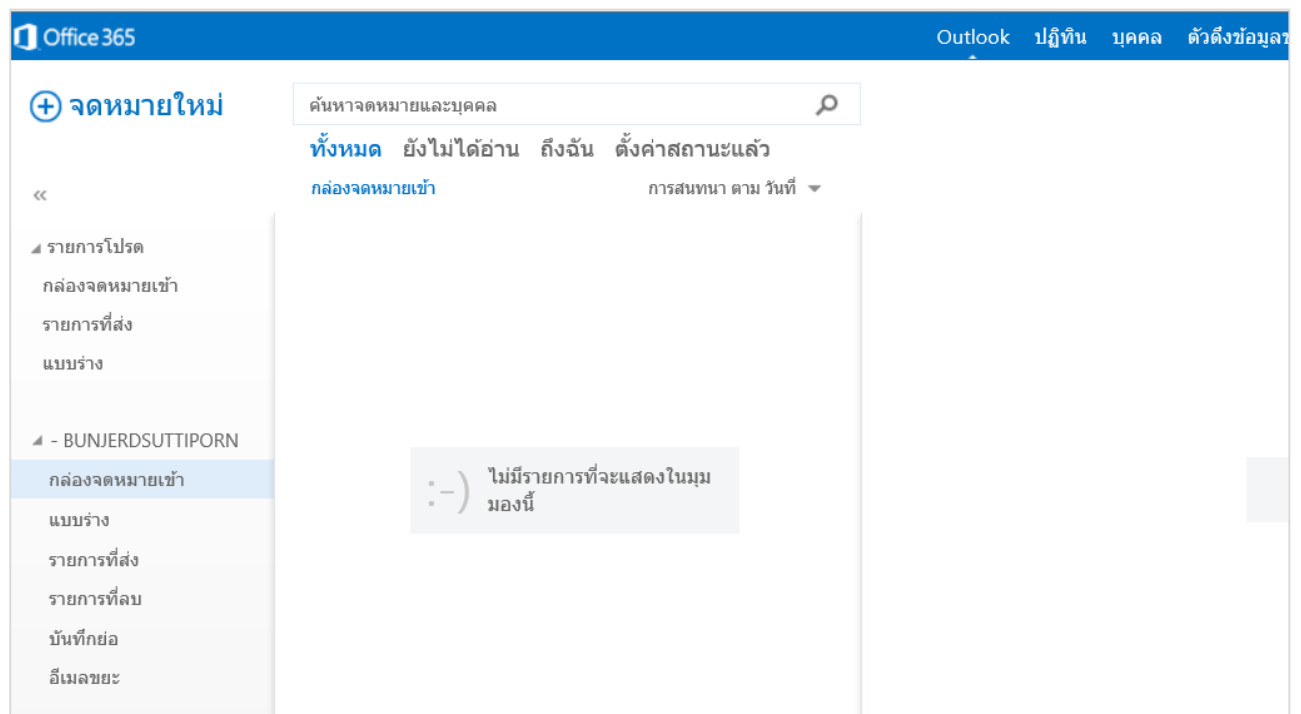 Office 365
Outlook ปฏิทิน บุคคล ตัวดึงข้อมูลข
จดหมายใหม่
ค้นหาจดหมายและบุคคล
ทั้งหมด ยังไม่ได้อ่าน ถึงฉัน ตั้งค่าสถานะแล้ว
กล่องจดหมายเข้า การสนทนา ตาม วันที่
«
รายการโปรด
กล่องจดหมายเข้า
รายการที่ส่ง
แบบร่าง
- BUNJERDSUTTIPORN
กล่องจดหมายเข้า
แบบร่าง
รายการที่ส่ง
รายการที่ลบ
บันทึกย่อ
อีเมลขยะ
:-)
ไม่มีรายการที่จะแสดงในมุม
มองนี้